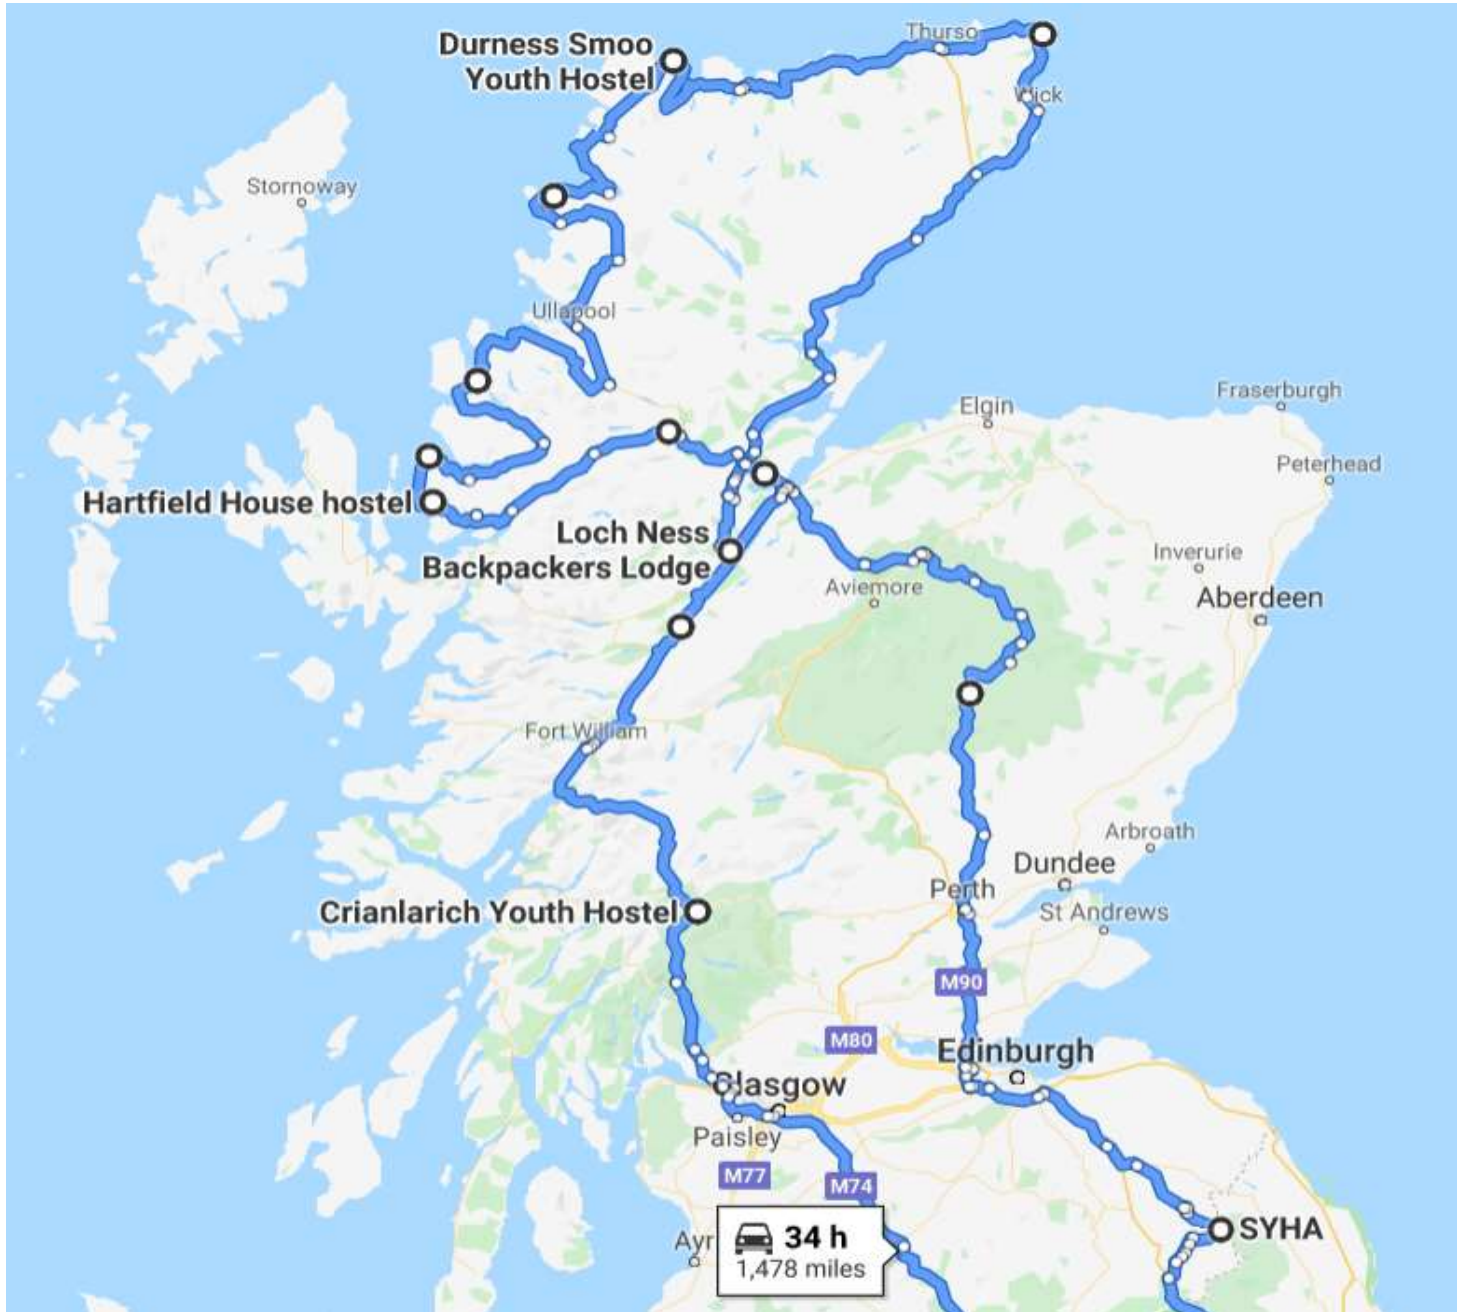 Thurso
Durness Smoo
Youth Hostel
Wick
Stornoway
Ullapool
Fraserburgh
Elgin
Peterhead
Hartfield House hostel
Loch Ness
Backpackers Lodge
Inverurie
Aviemore
Aberdeen
Fort William
Arbroath
Dundee
Perth
Crianlarich Youth Hostel
St Andrews
M90
M80
Edinburgh
Glasgow
Paisley
M77
M74
SYHA
Ayr
34 h
1,478 miles